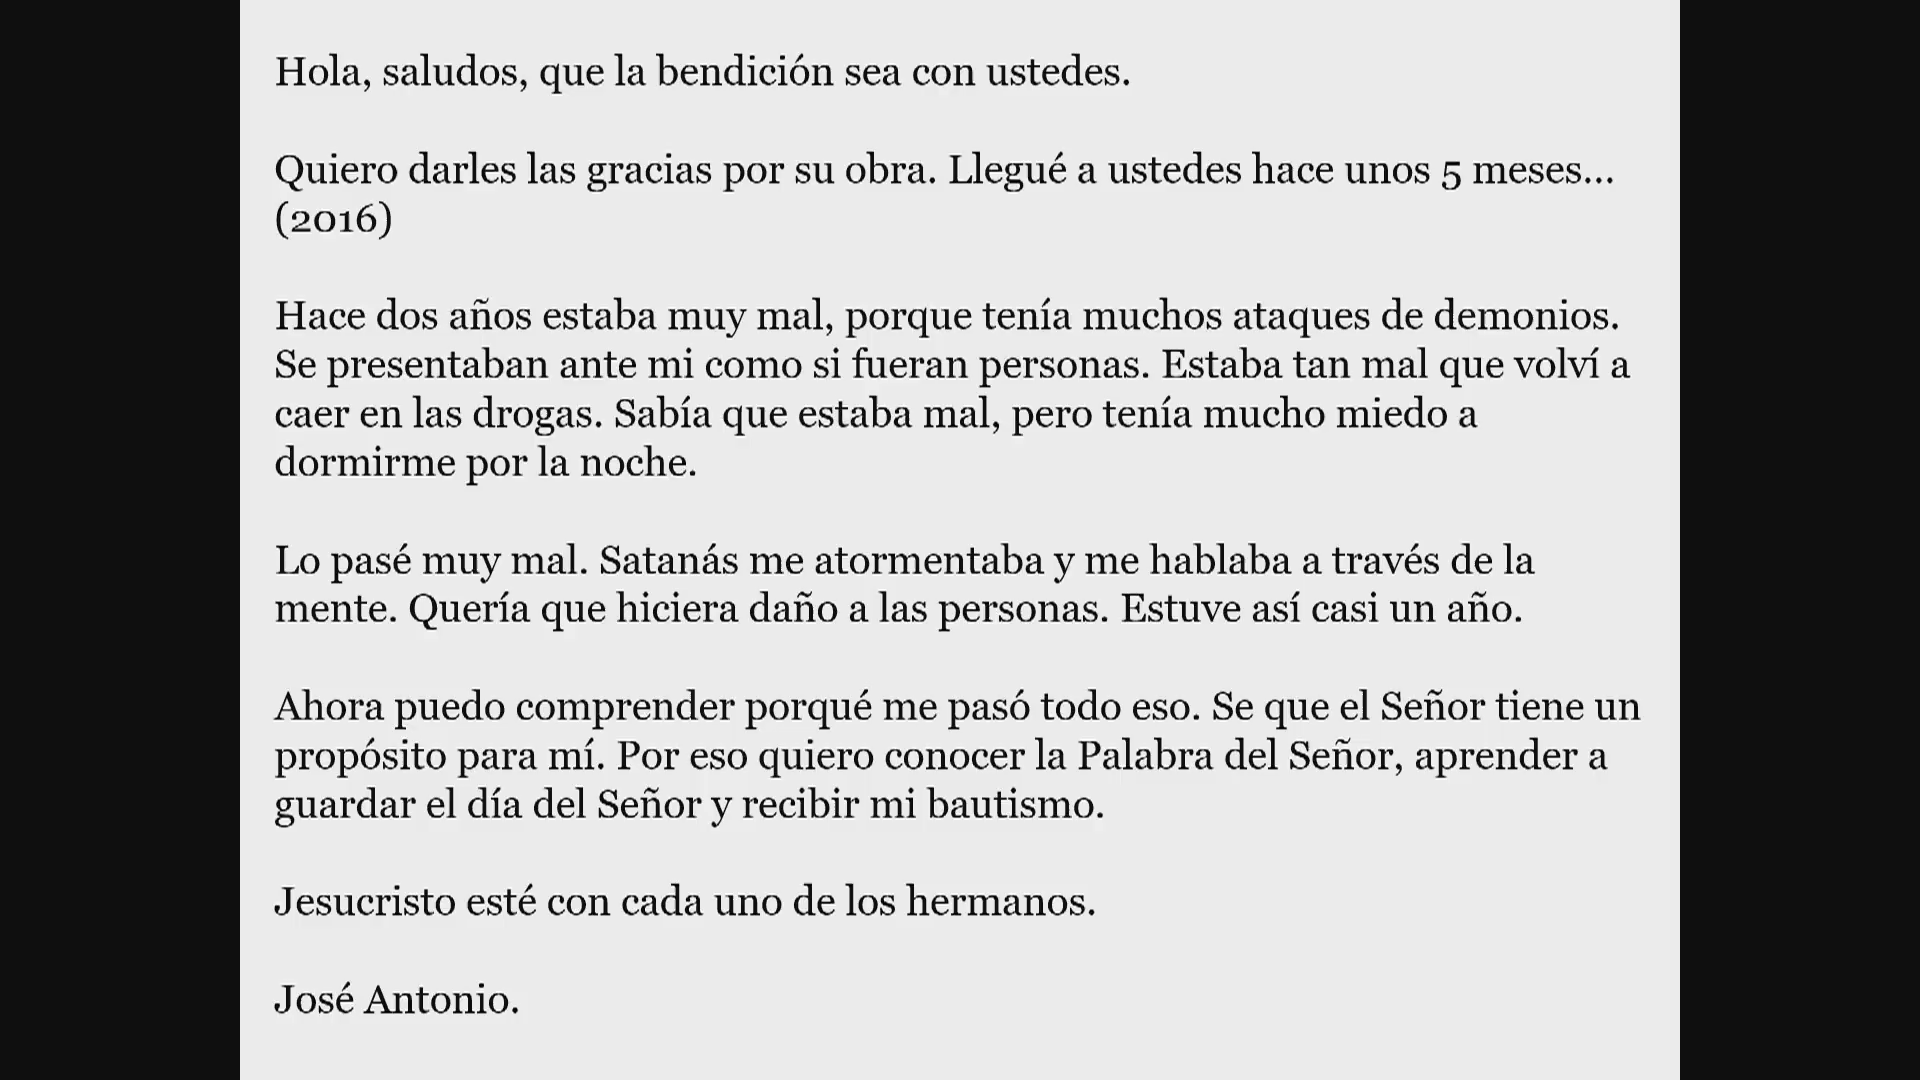 Hola, saludos, que la bendición sea con ustedes.
Quiero darles las gracias por su obra. Llegué a ustedes hace unos 5 meses...
(2016)
Hace dos años estaba muy mal, porque tenía muchos ataques de demonios.
Se presentaban ante mi como si fueran personas. Estaba tan mal que volví a
caer en las drogas. Sabía que estaba mal, pero tenía mucho miedo a
dormirme por la noche.
Lo pasé muy mal. Satanás me atormentaba y me hablaba a través de la
mente. Quería que hiciera daño a las personas. Estuve así casi un año.
Ahora puedo comprender porqué me pasó todo eso. Se que el Señor tiene un
propósito para mí. Por eso quiero conocer la Palabra del Señor, aprender a
guardar el día del Señor y recibir mi bautismo.
Jesucristo esté con cada uno de los hermanos.
José Antonio.